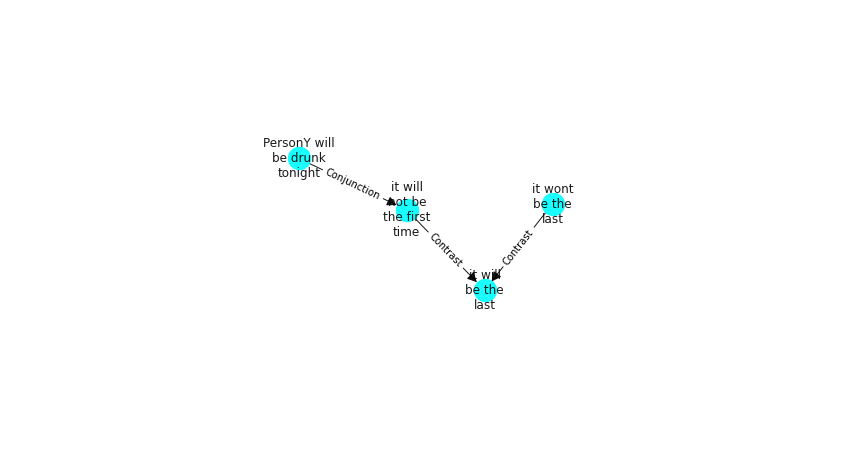 PersonY will
be drunk
tonight
Conjunction
it will
not be
the first
time
it wont
be the
last
Contrast
Contrast
it will
be the
last